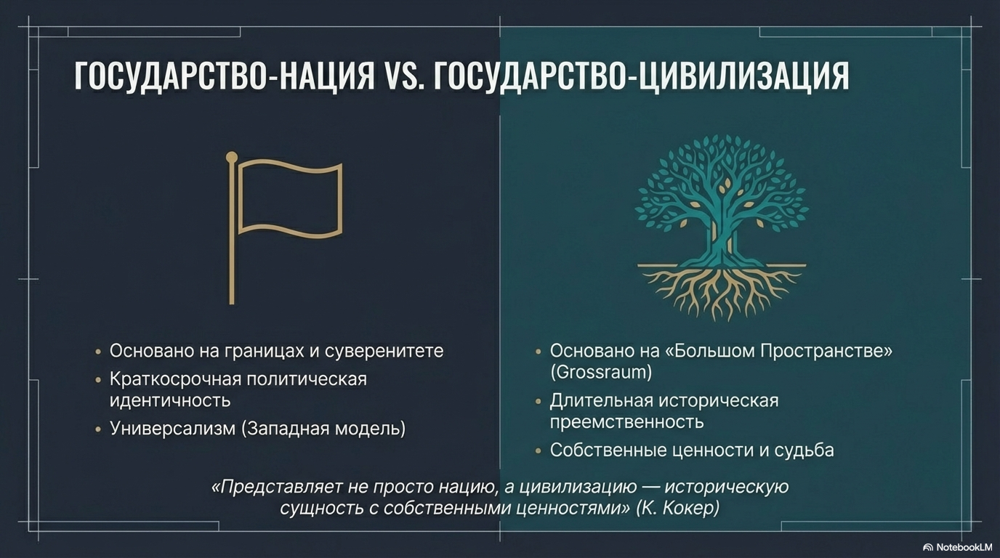 ГОСУДАРСТВО-НАЦИЯ VS. ГОСУДАРСТВО-ЦИВИЛИЗАЦИЯ
• Основано на границах и суверенитете
• Краткосрочная политическая
идентичность
• Универсализм (Западная модель)
• Основано на «Большом Пространстве»
(Grossraum)
• Длительная историческая
преемственность
• Собственные ценности и судьба
«Представляет не просто нацию, а цивилизацию — историческую
сущность с собственными ценностями» (К. Кокер)
NotebookLM